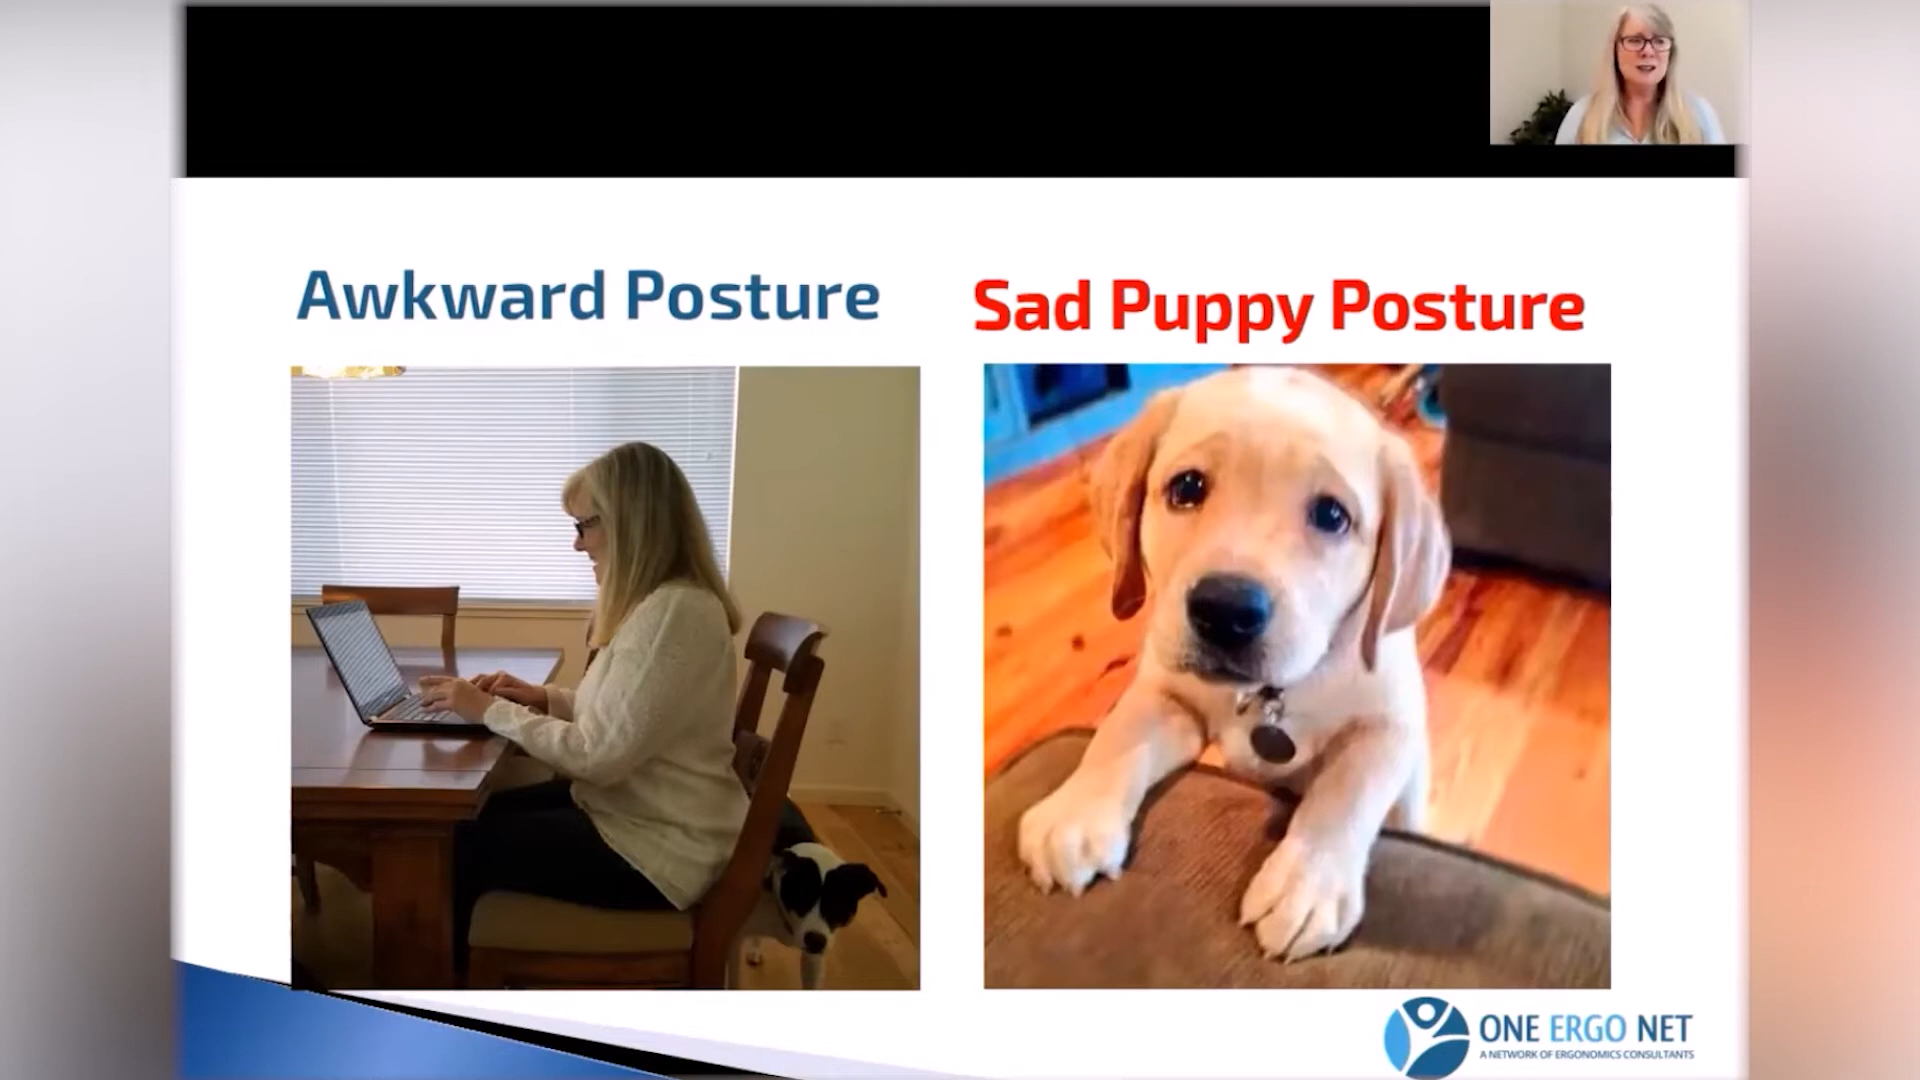 Awkward Posture
Sad Puppy Posture
ONE ERGO NET
A NETWORK OF ERGONOMICS CONSULTANTS